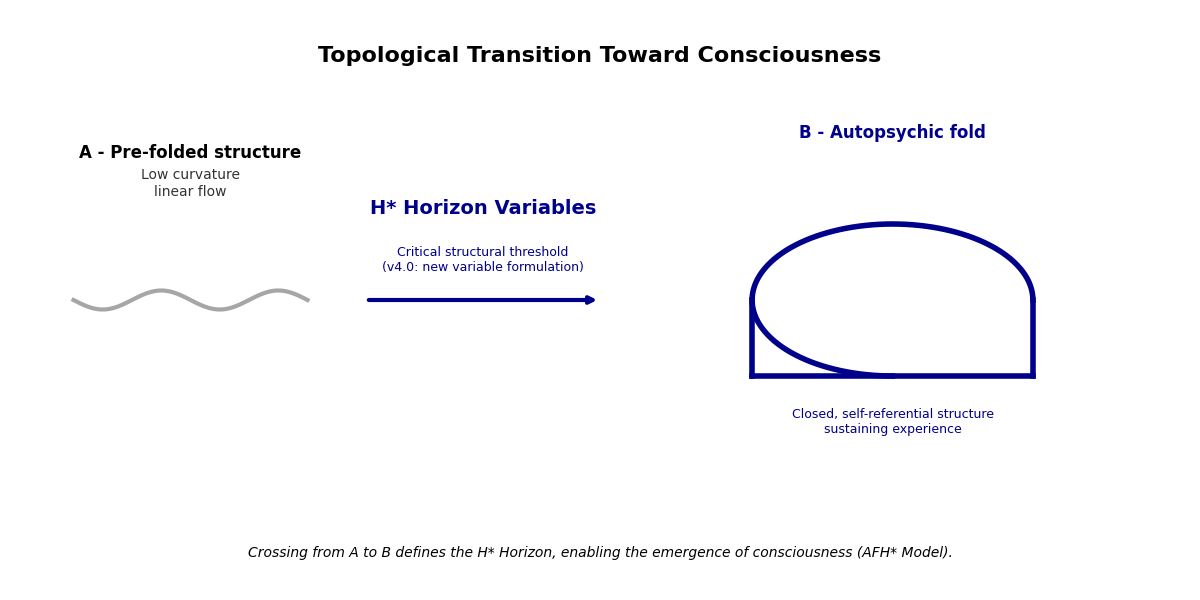 Topological Transition Toward Consciousness
A - Pre-folded structure
Low curvature
linear flow
H* Horizon Variables
Critical structural threshold
(v4.0: new variable formulation)
B - Autopsychic fold
Closed, self-referential structure
sustaining experience
Crossing from A to B defines the H* Horizon, enabling the emergence of consciousness (AFH* Model).